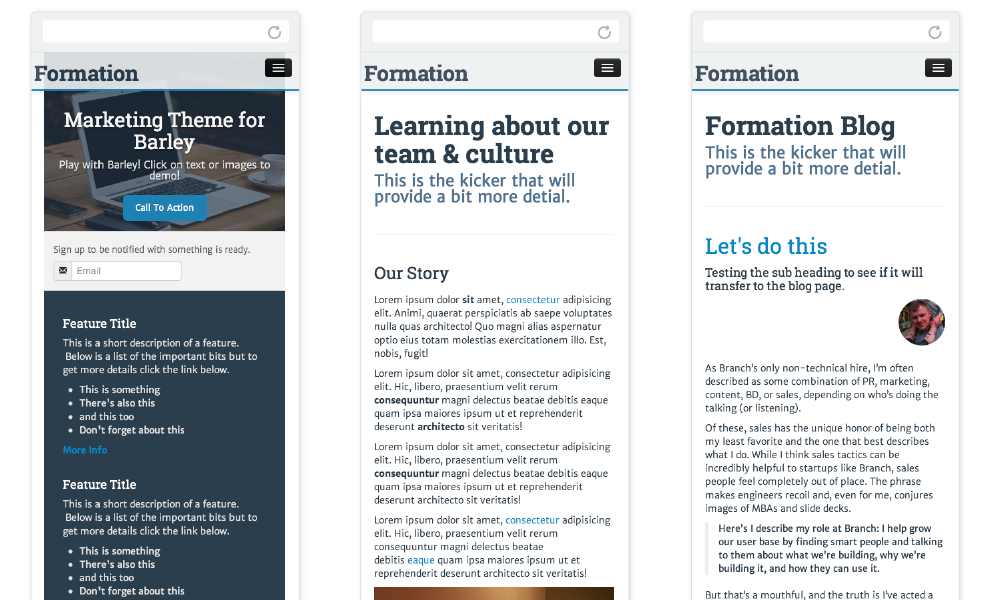 Formation
Marketing Theme for
Barley
Play with Barley! Click on text or images to
demo!
Call To Action
Sign up to be notified with something is ready.
Email
Feature Title
This is a short description of a feature.
Below is a list of the important bits but to
get more details click the link below.
This is something
There's also this
and this too
Don't forget about this
More Info
Feature Title
This is a short description of a feature.
Below is a list of the important bits but to
get more details click the link below.
This is something
There's also this
and this too
Don't forget about this
Formation
Learning about our
team & culture
This is the kicker that will
provide a bit more detial.
Our Story
Lorem ipsum dolor sit amet, consectetur adipisicing
elit. Animi, quaerat perspiciatis ab saepe voluptates
nulla quas architecto! Quo magni alias aspernatur
optio eius totam molestias exercitationem illo. Est,
nobis, fugit!
Lorem ipsum dolor sit amet, consectetur adipisicing
elit. Hic, libero, praesentium velit rerum
consequuntur magni delectus beatae debitis eaque
quam ipsa maiores ipsum ut et reprehenderit
deserunt architecto sit veritatis!
Lorem ipsum dolor sit amet, consectetur adipisicing
elit. Hic, libero, praesentium velit rerum
consequuntur magni delectus beatae debitis eaque
quam ipsa maiores ipsum ut et reprehenderit
deserunt architecto sit veritatis!
Lorem ipsum dolor sit amet, consectetur adipisicing
elit. Hic, libero, praesentium velit rerum
consequuntur magni delectus beatae
debitis eaque quam ipsa maiores ipsum ut et
reprehenderit deserunt architecto sit veritatis!
Formation
Formation Blog
This is the kicker that will
provide a bit more detial.
Let's do this
Testing the sub heading to see if it will
transfer to the blog page.
As Branch's only non-technical hire, I'm often
described as some combination of PR, marketing,
content, BD, or sales, depending on who's doing the
talking (or listening).
Of these, sales has the unique honor of being both
my least favorite and the one that best describes
what I do. While I think sales tactics can be
incredibly helpful to startups like Branch, sales
people feel completely out of place. The phrase
makes engineers recoil and, even for me, conjures
images of MBAs and slide decks.
Here's I describe my role at Branch: I help grow
our user base by finding smart people and talking
to them about what we're building, why we're
building it, and how they can use it.
But that's a mouthful, and the truth is I've acted a